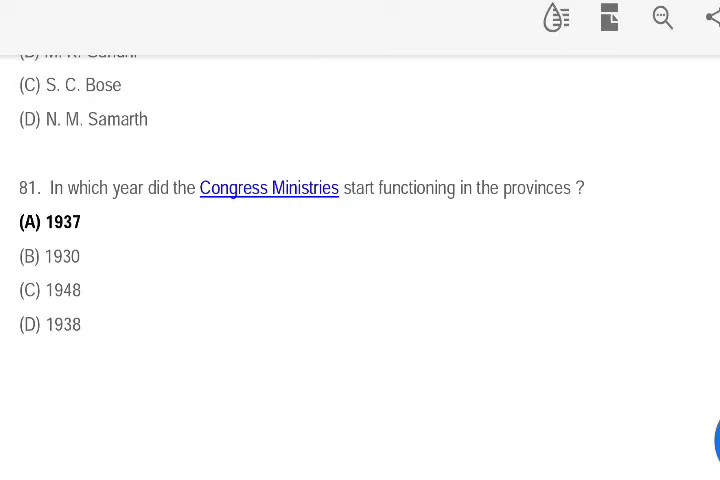 (C) S. C. Bose
(D) N. M. Samarth
81. In which year did the Congress Ministries start functioning in the provinces ?
(A) 1937
(B) 1930
(C) 1948
(D) 1938